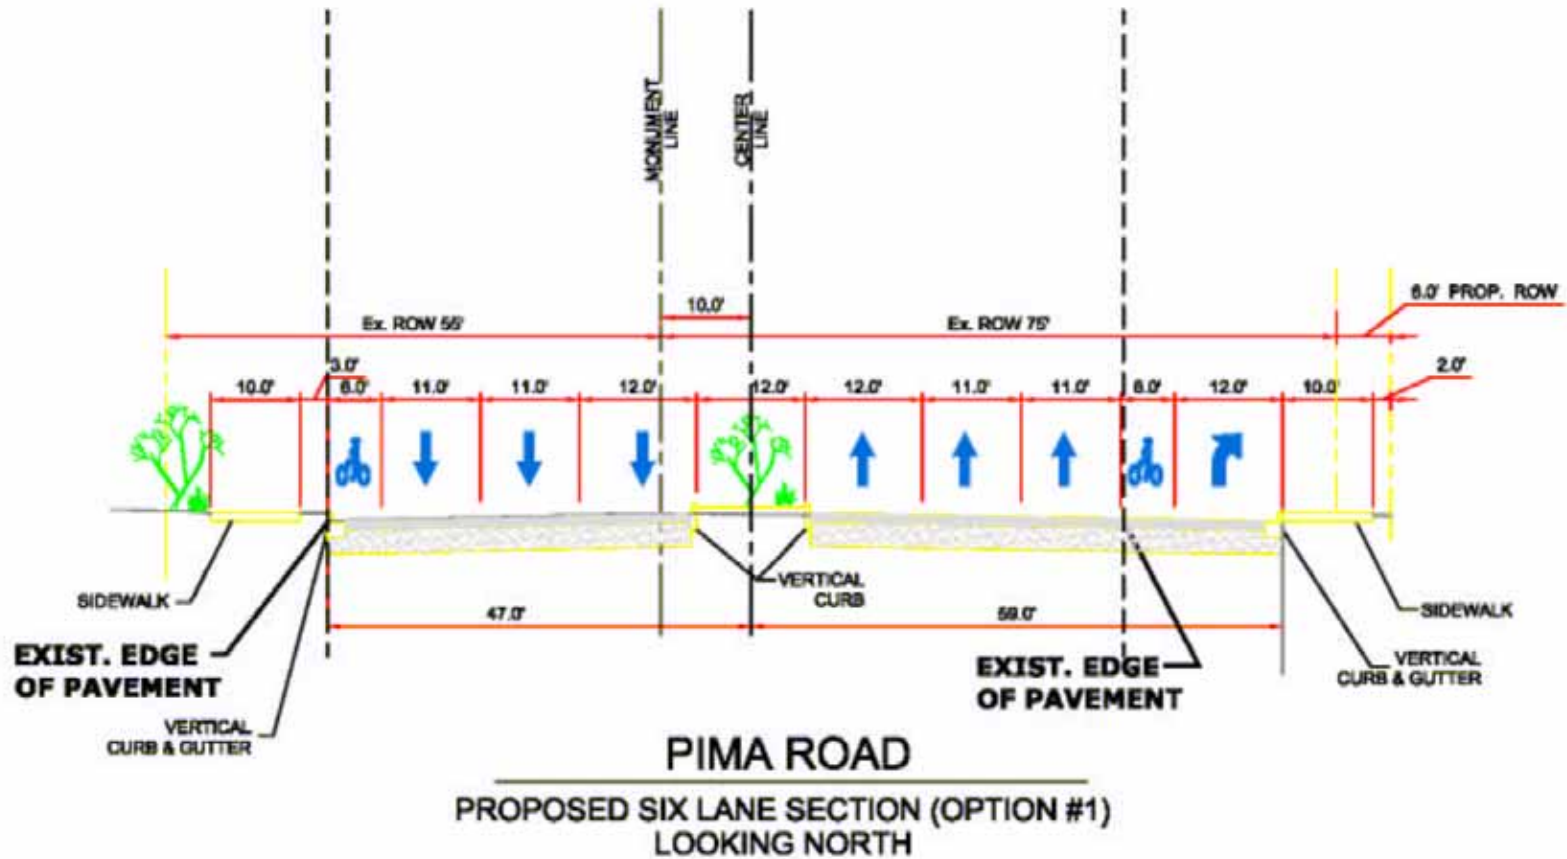 MONUMENT
LINE
CENTER
LINE
6.0' PROP. ROW
10.0'
Ex. ROW 55'
Ex. ROW 75'
3.0'
2.0'
10.0' 6.0' 11.0' 11.0' 12.0' 12.0' 12.0' 11.0' 11.0' 6.0' 12.0' 10.0'
VERTICAL
CURB
SIDEWALK
47.0'
59.0'
SIDEWALK
EXIST. EDGE
OF PAVEMENT
EXIST. EDGE
OF PAVEMENT
VERTICAL
CURB & GUTTER
VERTICAL
CURB & GUTTER
PIMA ROAD
PROPOSED SIX LANE SECTION (OPTION #1)
LOOKING NORTH